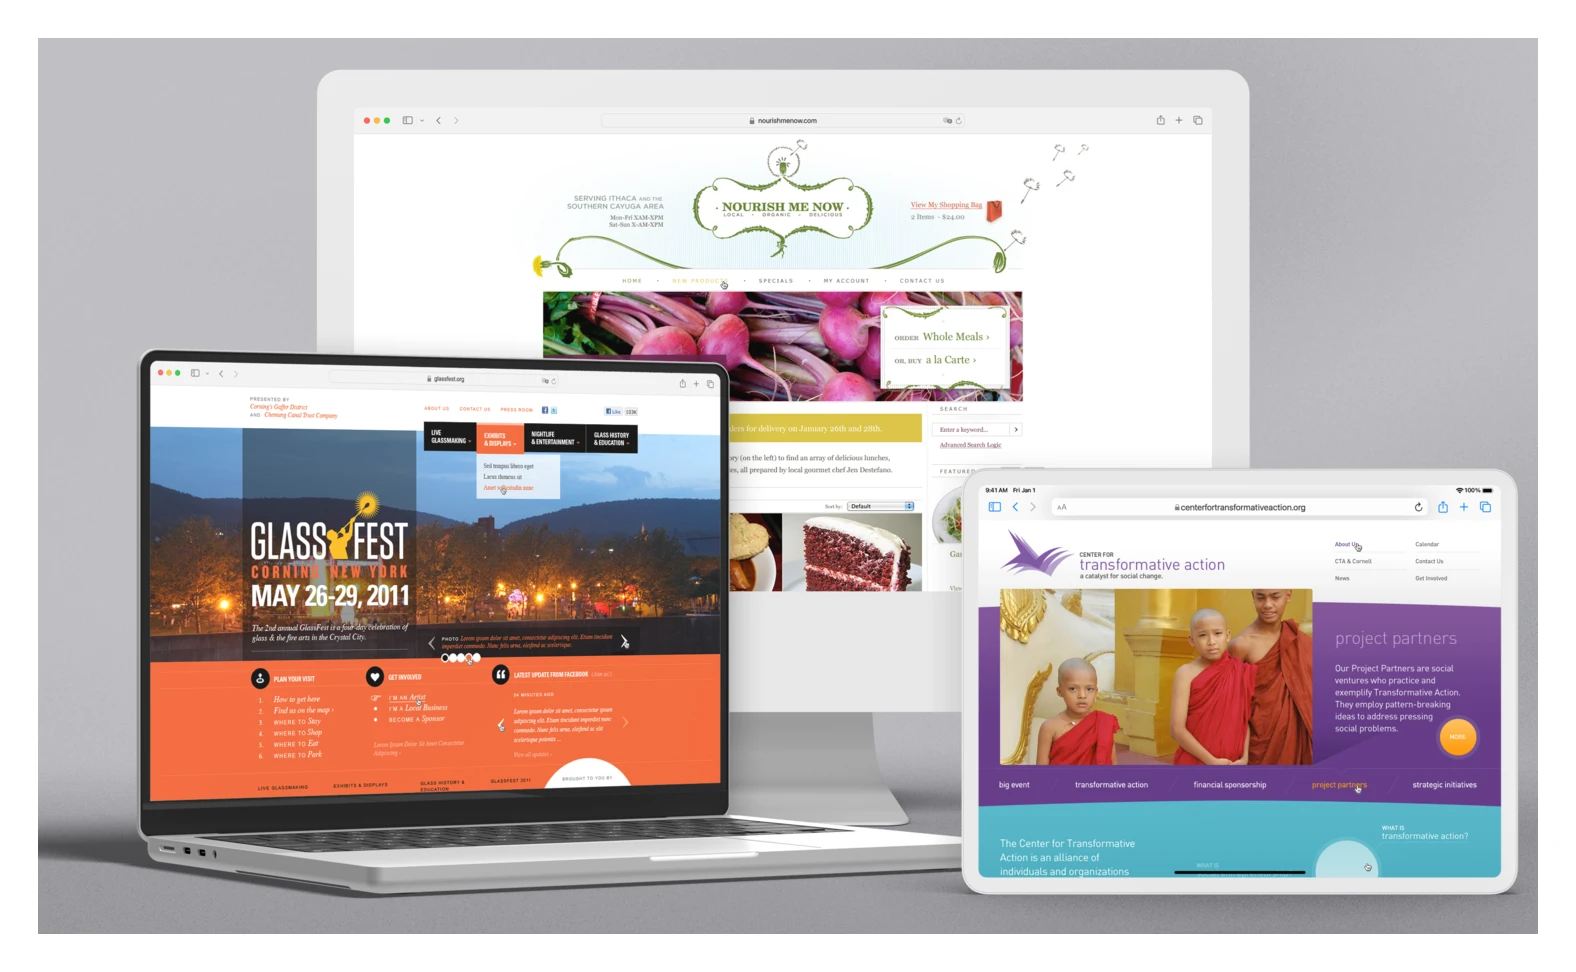 nourishmenow.com
SERVING ITHACA AND THE
SOUTHERN CAYUGA AREA
Mon-Fri XAM-XPM
Sat-Sun X-AM-XPM
NOURISH ME NOW
LOCAL • ORGANIC • DELICIOUS
View My Shopping Bag
2 Items - $24.00
HOME • NEW PRODUCTS • SPECIALS • MY ACCOUNT • CONTACT US
ORDER Whole Meals ›
OR, BUY a la Carte ›
ders for delivery on January 26th and 28th.
ory (on the left) to find an array of delicious lunches,
es, all prepared by local gourmet chef Jen Destefano.
Sort by: Default
SEARCH
Enter a keyword...
Advanced Search Logic
FEATURED
glassfest.org
PRESENTED BY
Corning's Gaffer District
AND Chemung Canal Trust Company
ABOUT US CONTACT US PRESS ROOM
Like 103K
LIVE
GLASSMAKING
EXHIBITS
& DISPLAYS
NIGHTLIFE
& ENTERTAINMENT
GLASS HISTORY
& EDUCATION
Sed tempus libero eget
Lacus rhoncus ut
Amet sollicitudin nunc
GLASS FEST
CORNING NEW YORK
MAY 26-29, 2011
The 2nd annual GlassFest is a four-day celebration of
glass & the fire arts in the Crystal City.
PHOTO Lorem ipsum dolor sit amet, consectetur adipiscing elit. Etiam tincidunt
imperdiet commodo. Nunc felis urna, eleifend ac scelerisque.
PLAN YOUR VISIT
1. How to get here
2. Find us on the map ›
3. WHERE TO Stay
4. WHERE TO Shop
5. WHERE TO Eat
6. WHERE TO Park
GET INVOLVED
I'M AN Artist
I'M A Local Business
BECOME A Sponsor
Lorem Ipsum Dolor Sit Amet Consectetur
Adipiscing ›
LATEST UPDATE FROM FACEBOOK
54 MINUTES AGO
Lorem ipsum dolor sit amet, consectetur ipsum
adipiscing elit. Etiam tincidunt imperdiet nunc
commodo. Nunc felis urna, eleifend ac elit
scelerisque potenti ...
View all updates ›
LIVE GLASSMAKING
EXHIBITS & DISPLAYS
GLASS HISTORY &
EDUCATION
GLASSFEST 2011
BROUGHT TO YOU BY
9:41 AM Fri Jan 1
100%
AA
centerfortransformativeaction.org
CENTER FOR
transformative action
a catalyst for social change.
About Us
Calendar
CTA & Cornell
Contact Us
News
Get Involved
project partners
Our Project Partners are social
ventures who practice and
exemplify Transformative Action.
They employ pattern-breaking
ideas to address pressing
social problems.
MORE
big event
transformative action
financial sponsorship
project partners
strategic initiatives
The Center for Transformative
Action is an alliance of
individuals and organizations
WHAT IS
WHAT IS
transformative action?